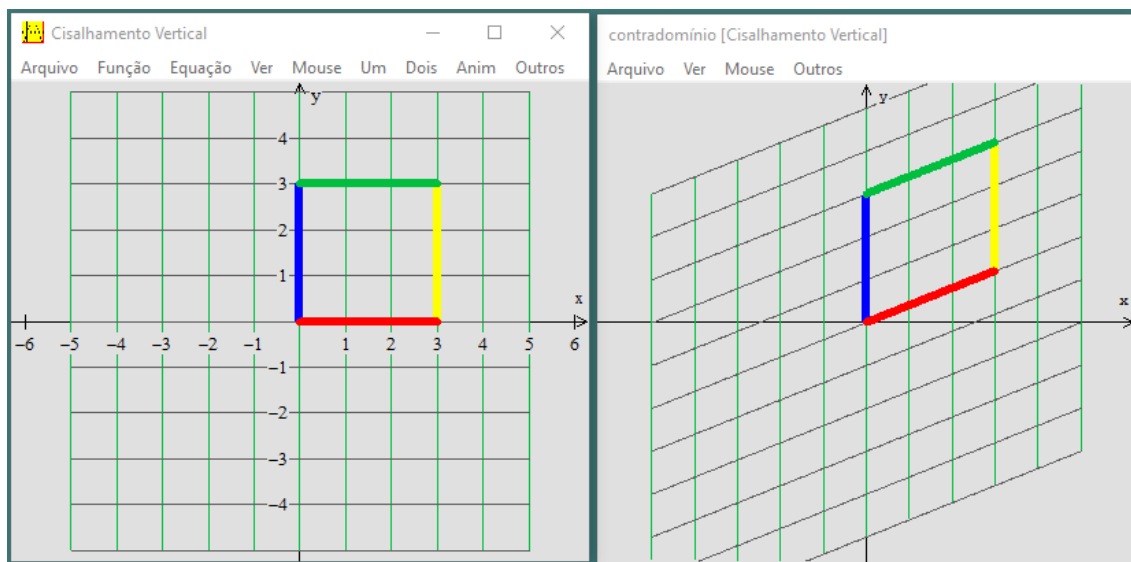 Cisalhamento Vertical
Arquivo Função Equação Ver Mouse Um Dois Anim Outros
y
4
3
2
1
x
−6 −5 −4 −3 −2 −1 1 2 3 4 5 6
−1
−2
−3
−4
contradomínio [Cisalhamento Vertical]
Arquivo Ver Mouse Outros
y
x